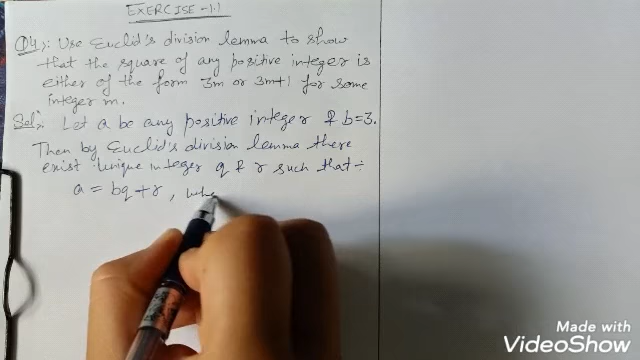 EXERCISE-1.1
Q4:- Use Euclid's division lemma to show
that the square of any positive integer is
either of the form 3m or 3m+1 for some
integer m.
Sol:- Let a be any positive integer & b=3.
Then by Euclid's division lemma there
exist unique integer q & r such that :-
a = bq+r, whe
Made with
VideoShow